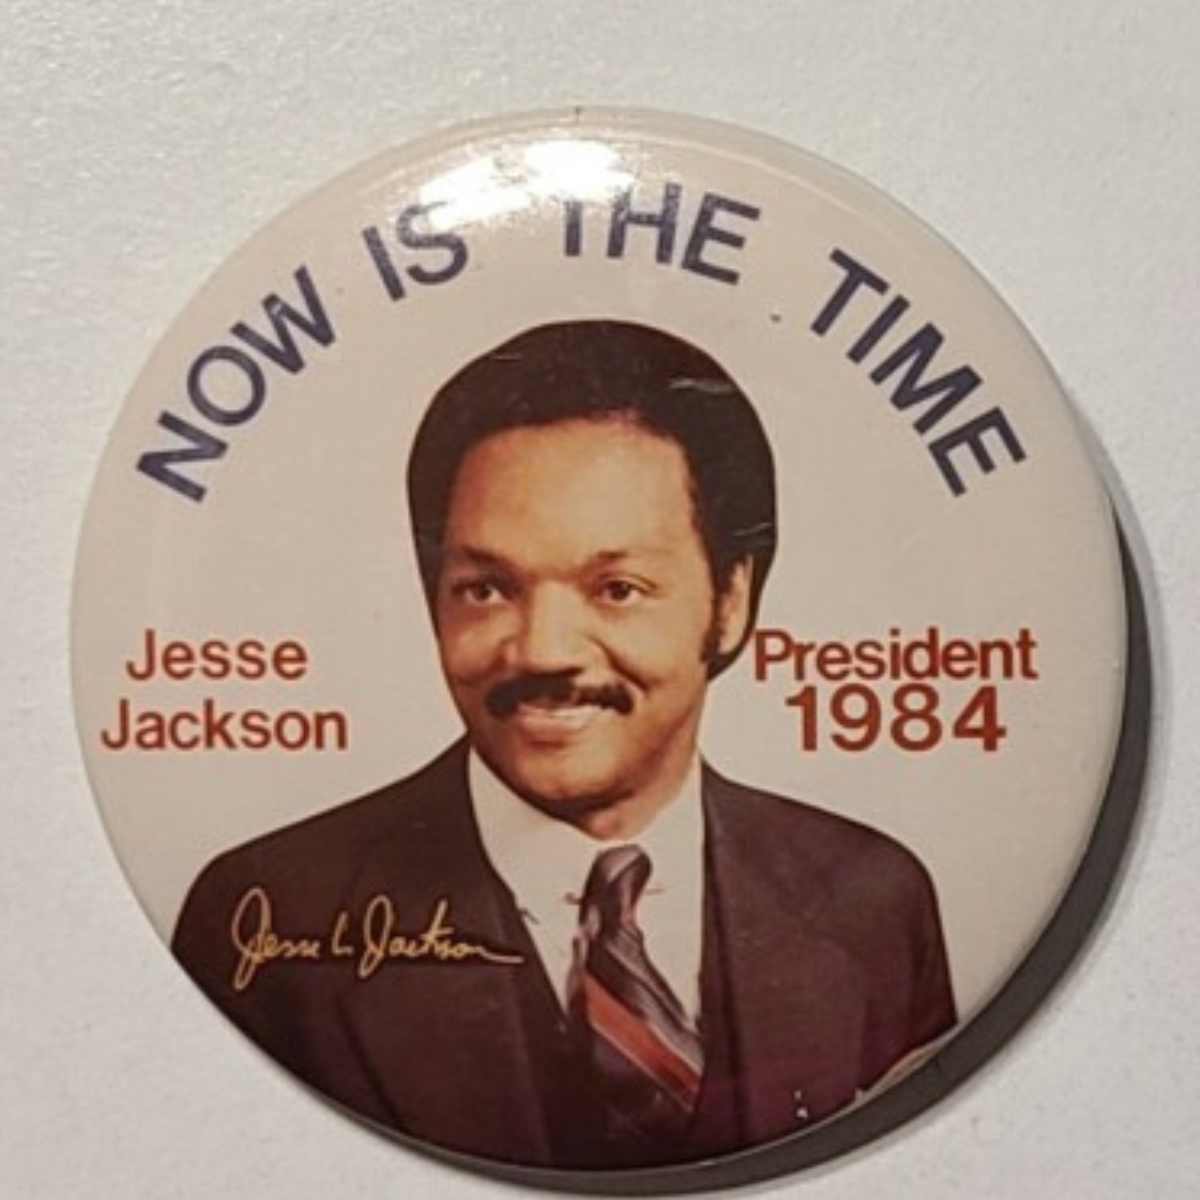 NOW IS THE TIME
Jesse
Jackson
President
1984
Jesse L. Jackson